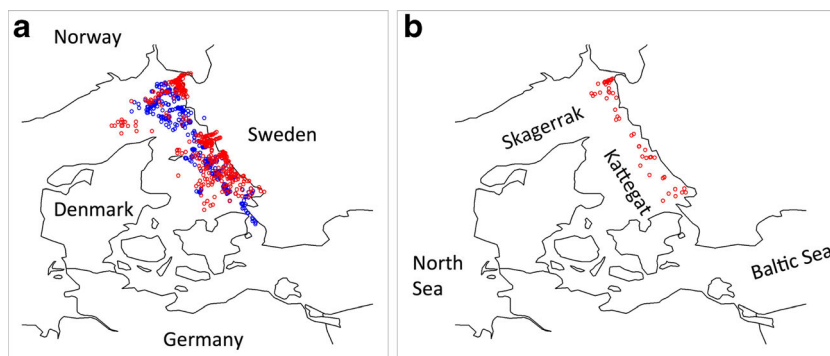 a
Norway
Sweden
Denmark
Germany
b
Skagerrak
Kattegat
North
Sea
Baltic Sea